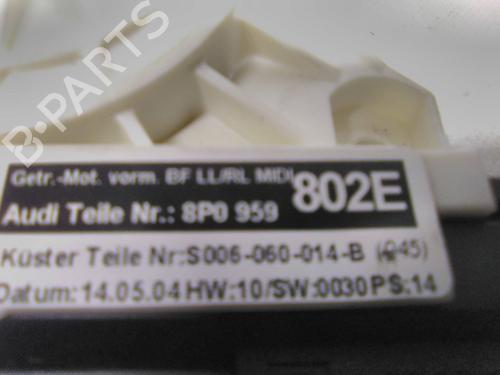 Getr.-Mot. vorm. BF LL/RL MIDI
Audi Teile Nr.: 8P0 959 802E
Küster Teile Nr:S006-060-014-B (045)
Datum:14.05.04 HW:10/SW:0030 PS:14
B-PARTS